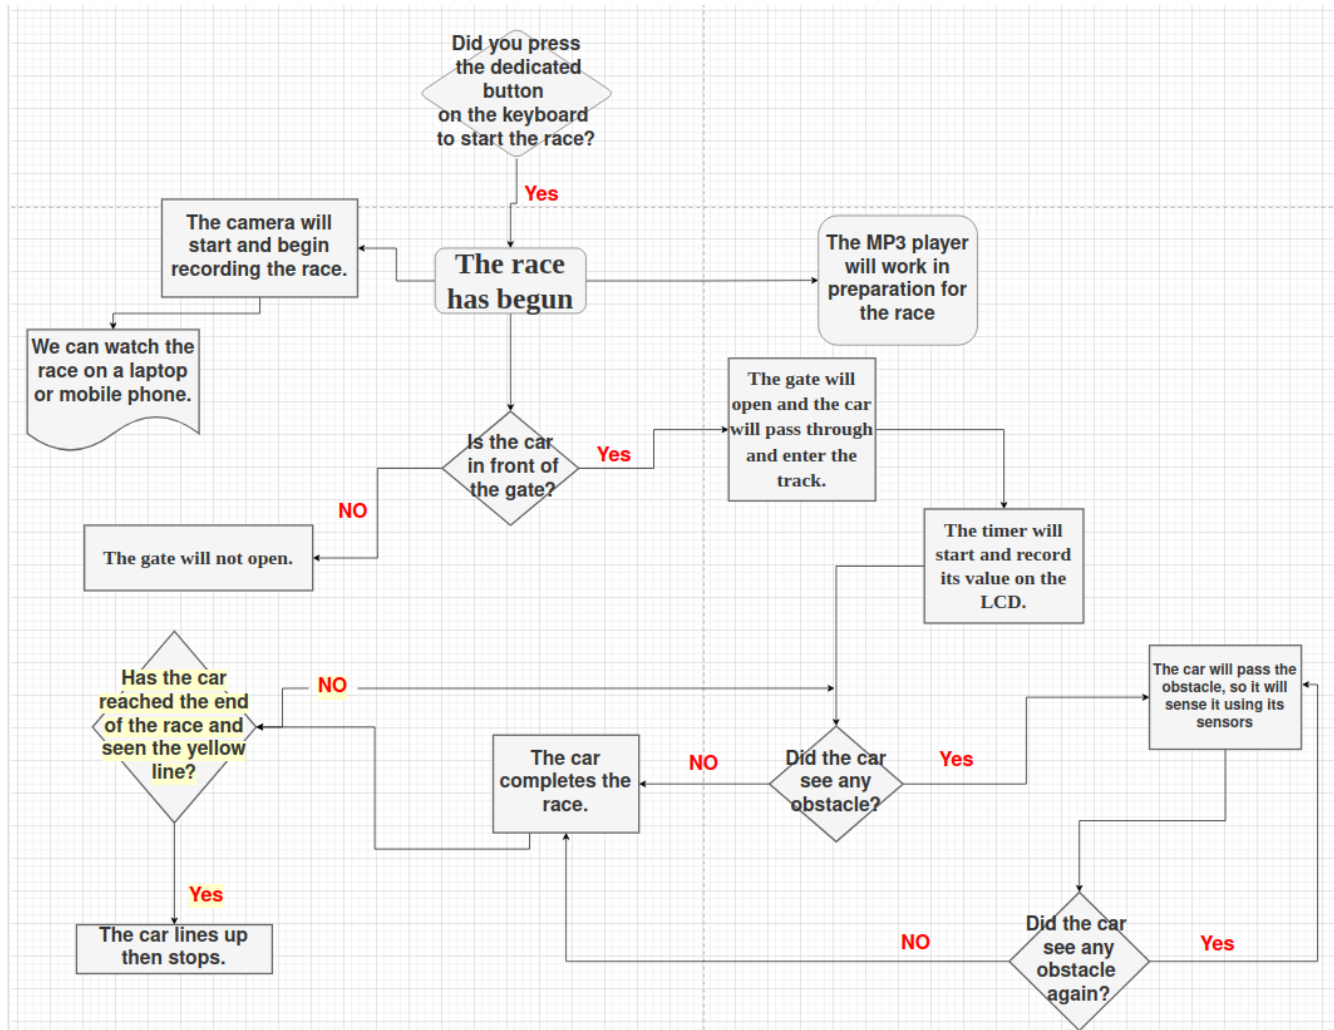 Did you press
the dedicated
button
on the keyboard
to start the race?
Yes
The camera will
start and begin
recording the race.
The race
has begun
The MP3 player
will work in
preparation for
the race
We can watch the
race on a laptop
or mobile phone.
The gate will
open and the car
will pass through
and enter the
track.
Is the car
in front of
the gate?
Yes
NO
The gate will not open.
The timer will
start and record
its value on the
LCD.
Has the car
reached the end
of the race and
seen the yellow
line?
NO
The car will pass the
obstacle, so it will
sense it using its
sensors
The car
completes the
race.
NO
Did the car
see any
obstacle?
Yes
Yes
The car lines up
then stops.
NO
Did the car
see any
obstacle
again?
Yes